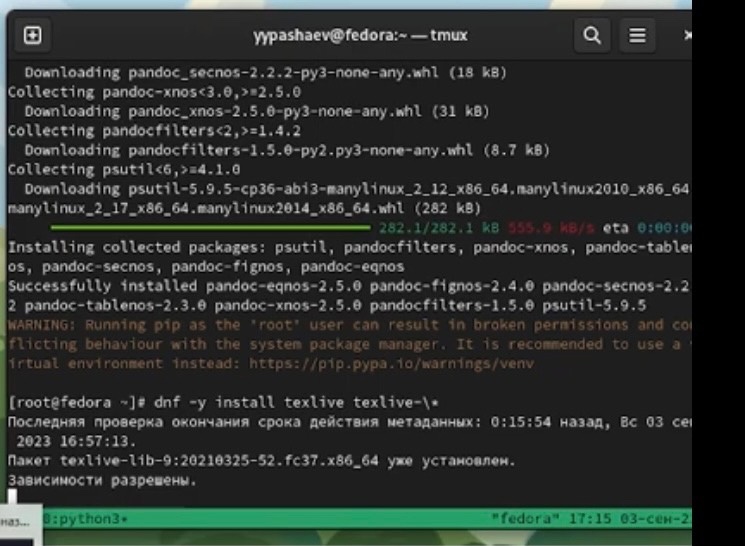 yypashaev@fedora:~ — tmux
Downloading pandoc_secnos-2.2.2-py3-none-any.whl (18 kB)
Collecting pandoc-xnos<3.0,>=2.5.0
Downloading pandoc_xnos-2.5.0-py3-none-any.whl (31 kB)
Collecting pandocfilters<2,>=1.4.2
Downloading pandocfilters-1.5.0-py2.py3-none-any.whl (8.7 kB)
Collecting psutil<6,>=4.1.0
Downloading psutil-5.9.5-cp36-abi3-manylinux_2_12_x86_64.manylinux2010_x86_64
manylinux_2_17_x86_64.manylinux2014_x86_64.whl (282 kB)
282.1/282.1 kB 555.9 kB/s eta 0:00:0
Installing collected packages: psutil, pandocfilters, pandoc-xnos, pandoc-table
os, pandoc-secnos, pandoc-fignos, pandoc-eqnos
Successfully installed pandoc-eqnos-2.5.0 pandoc-fignos-2.4.0 pandoc-secnos-2.2
2 pandoc-tablenos-2.3.0 pandoc-xnos-2.5.0 pandocfilters-1.5.0 psutil-5.9.5
WARNING: Running pip as the 'root' user can result in broken permissions and co
flicting behaviour with the system package manager. It is recommended to use a
irtual environment instead: https://pip.pypa.io/warnings/venv
[root@fedora ~]# dnf -y install texlive texlive-\*
Последняя проверка окончания срока действия метаданных: 0:15:54 назад, Вс 03 се
2023 16:57:13.
Пакет texlive-lib-9:20210325-52.fc37.x86_64 уже установлен.
Зависимости разрешены.
наз...
0:python3* "fedora" 17:15 03-сен-2